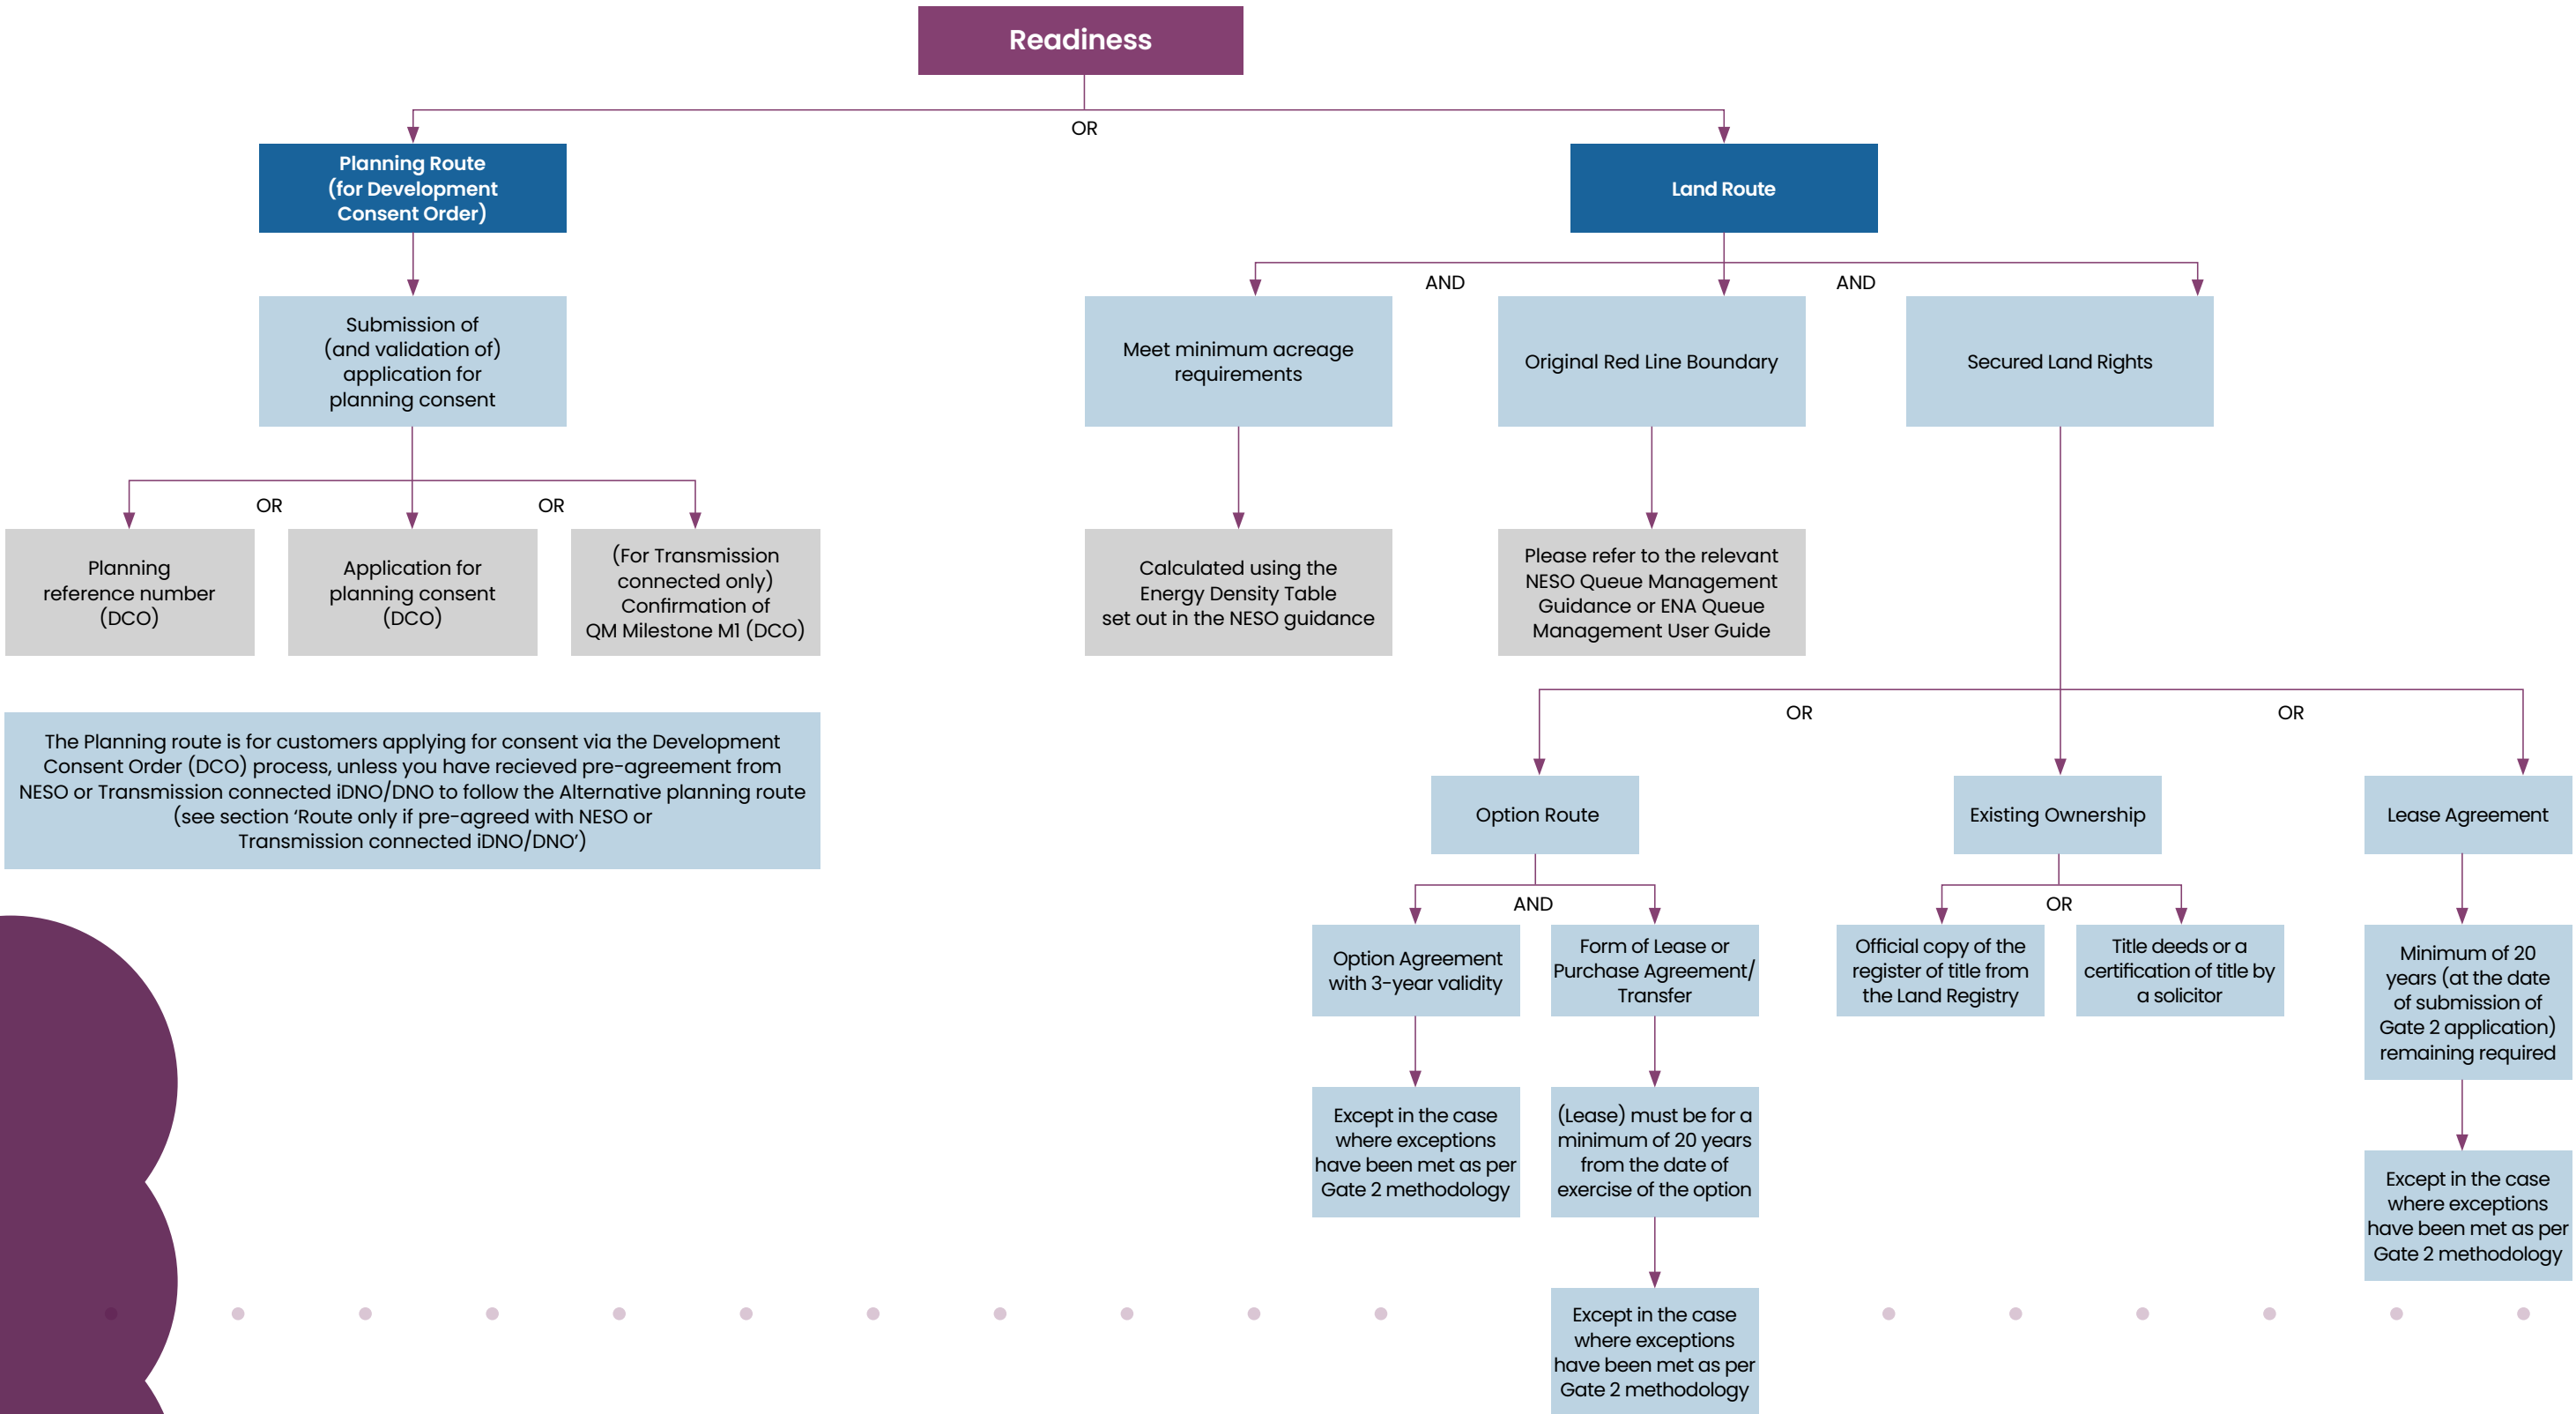 Readiness
OR
Planning Route
(for Development
Consent Order)
Land Route
AND
AND
Submission of
(and validation of)
application for
planning consent
Meet minimum acreage
requirements
Original Red Line Boundary
Secured Land Rights
OR
OR
Planning
reference number
(DCO)
Application for
planning consent
(DCO)
(For Transmission
connected only)
Confirmation of
QM Milestone M1 (DCO)
Calculated using the
Energy Density Table
set out in the NESO guidance
Please refer to the relevant
NESO Queue Management
Guidance or ENA Queue
Management User Guide
The Planning route is for customers applying for consent via the Development
Consent Order (DCO) process, unless you have recieved pre-agreement from
NESO or Transmission connected iDNO/DNO to follow the Alternative planning route
(see section ‘Route only if pre-agreed with NESO or
Transmission connected iDNO/DNO’)
OR
OR
Option Route
Existing Ownership
Lease Agreement
AND
OR
Option Agreement
with 3-year validity
Form of Lease or
Purchase Agreement/
Transfer
Official copy of the
register of title from
the Land Registry
Title deeds or a
certification of title by
a solicitor
Minimum of 20
years (at the date
of submission of
Gate 2 application)
remaining required
Except in the case
where exceptions
have been met as per
Gate 2 methodology
(Lease) must be for a
minimum of 20 years
from the date of
exercise of the option
Except in the case
where exceptions
have been met as per
Gate 2 methodology
Except in the case
where exceptions
have been met as per
Gate 2 methodology